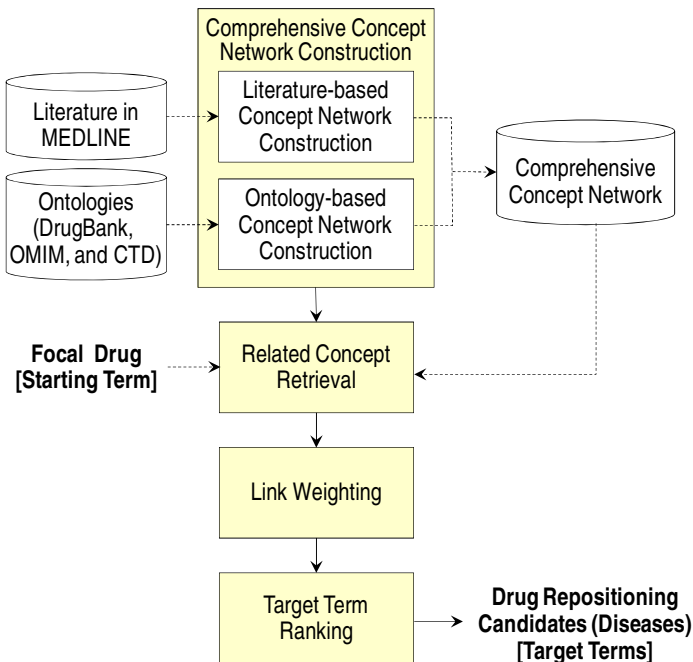 Comprehensive Concept
Network Construction
Literature in
MEDLINE
Literature-based
Concept Network
Construction
Ontologies
(DrugBank,
OMIM, and CTD)
Ontology-based
Concept Network
Construction
Comprehensive
Concept Network
Focal Drug
[Starting Term]
Related Concept
Retrieval
Link Weighting
Target Term
Ranking
Drug Repositioning
Candidates (Diseases)
[Target Terms]